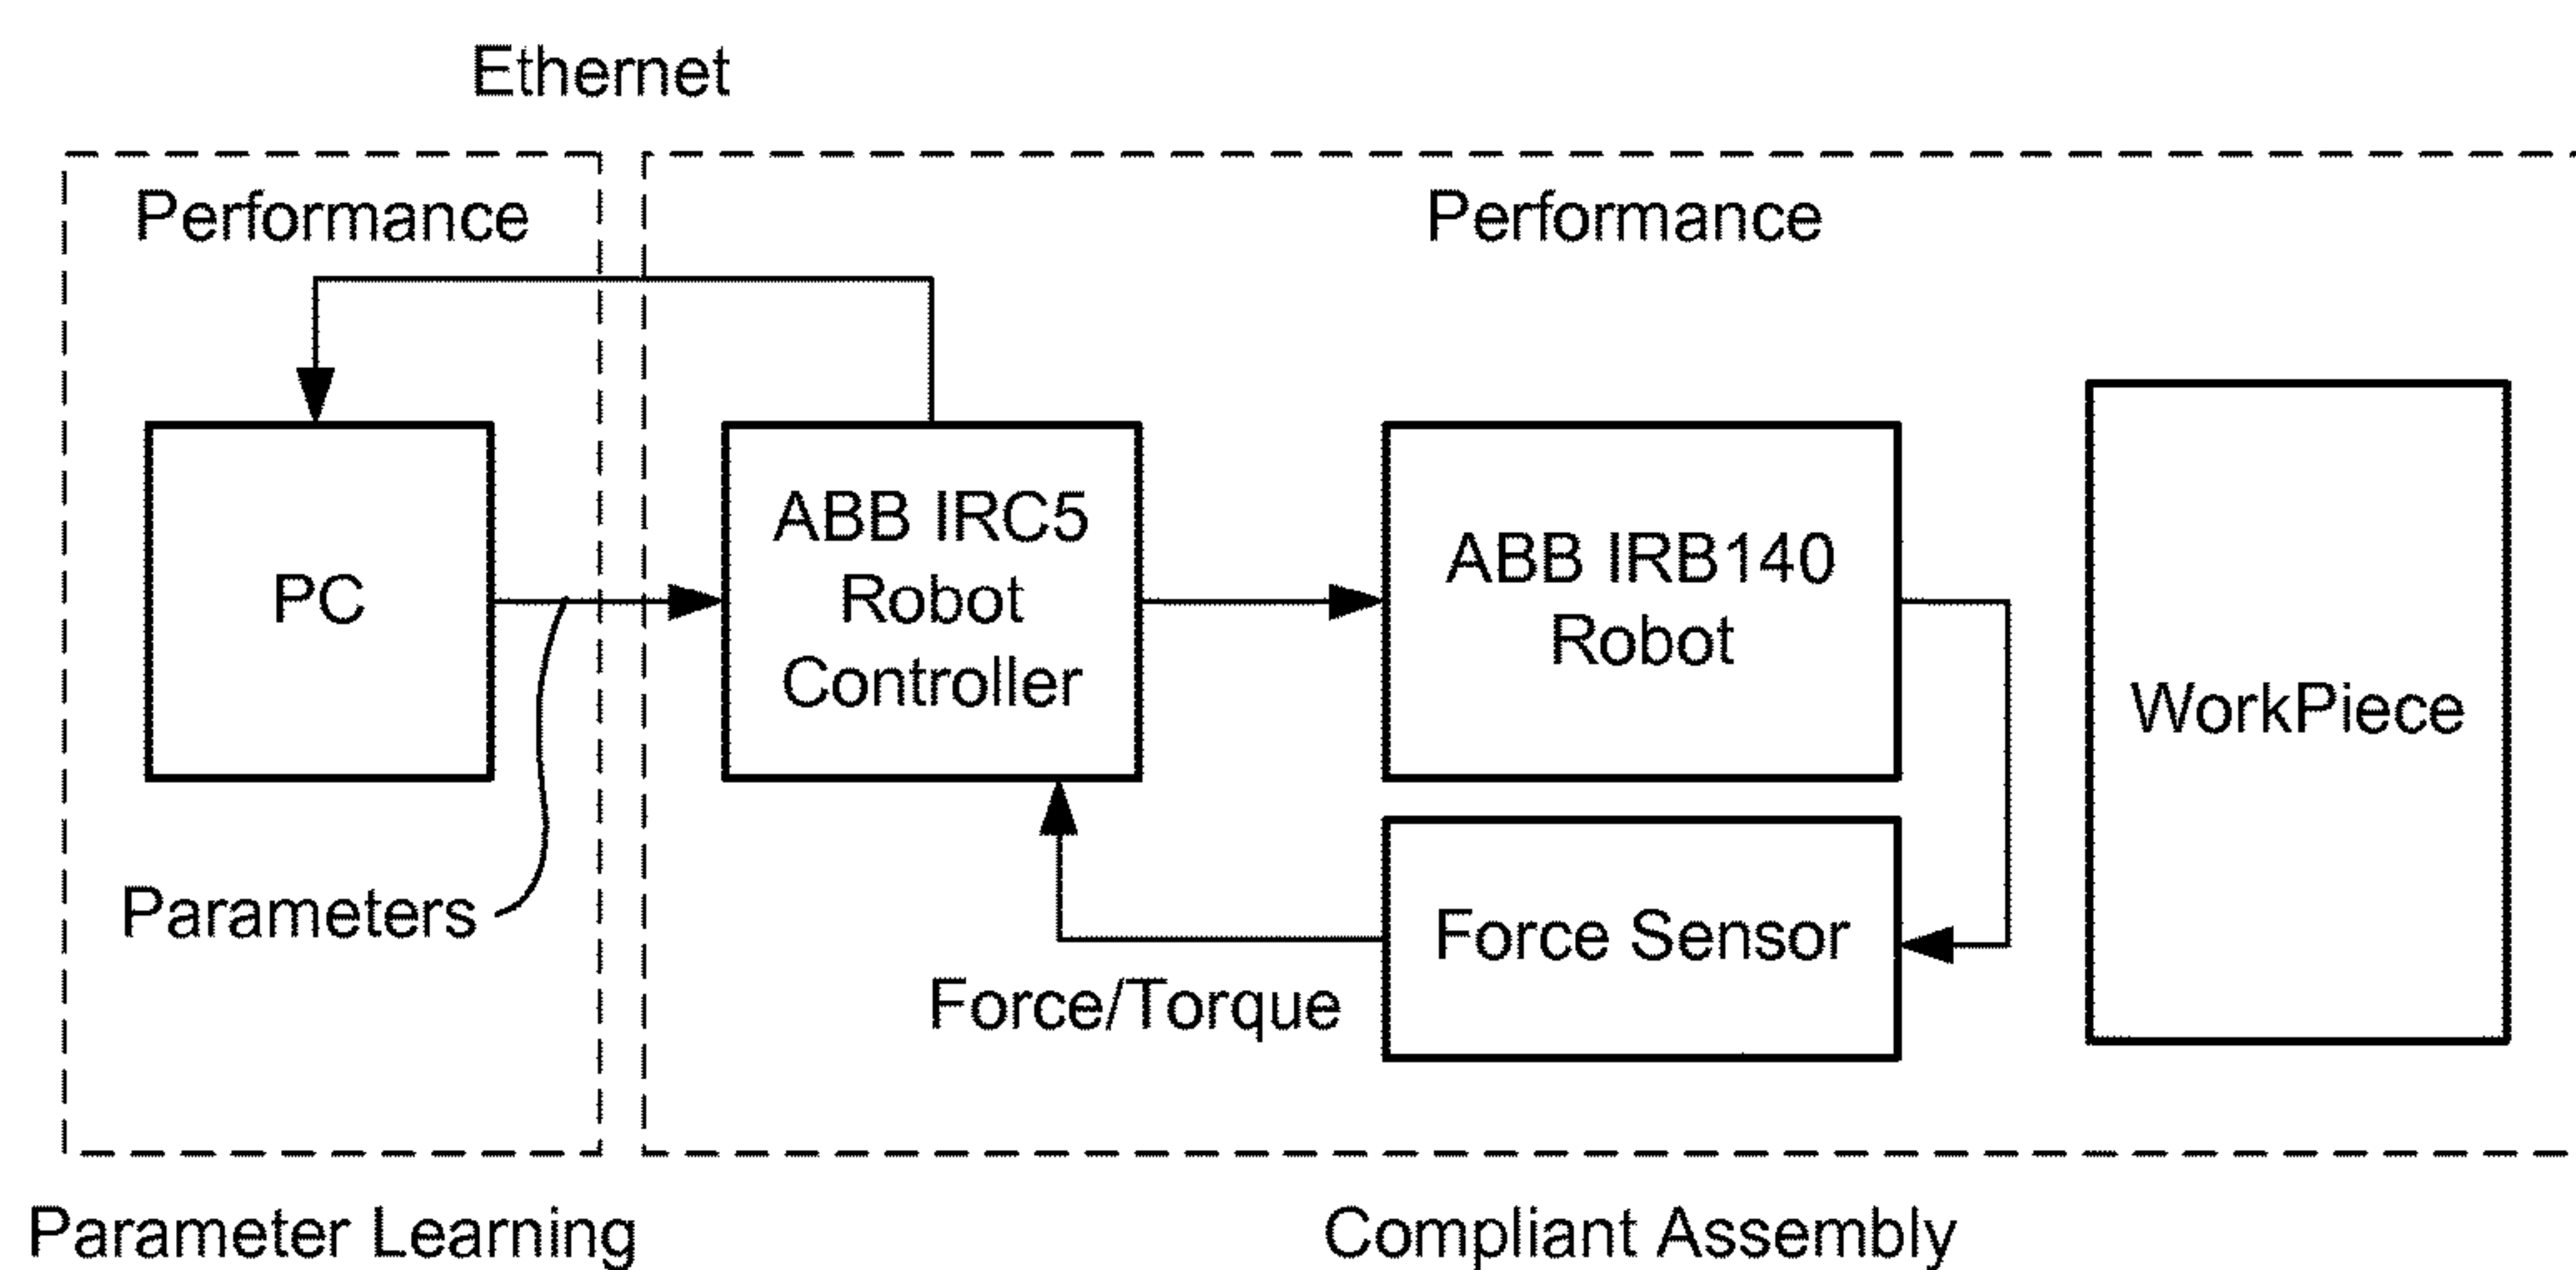 Ethernet
Performance
Performance
PC
ABB IRC5
Robot
Controller
ABB IRB140
Robot
WorkPiece
Parameters
Force Sensor
Force/Torque
Parameter Learning
Compliant Assembly